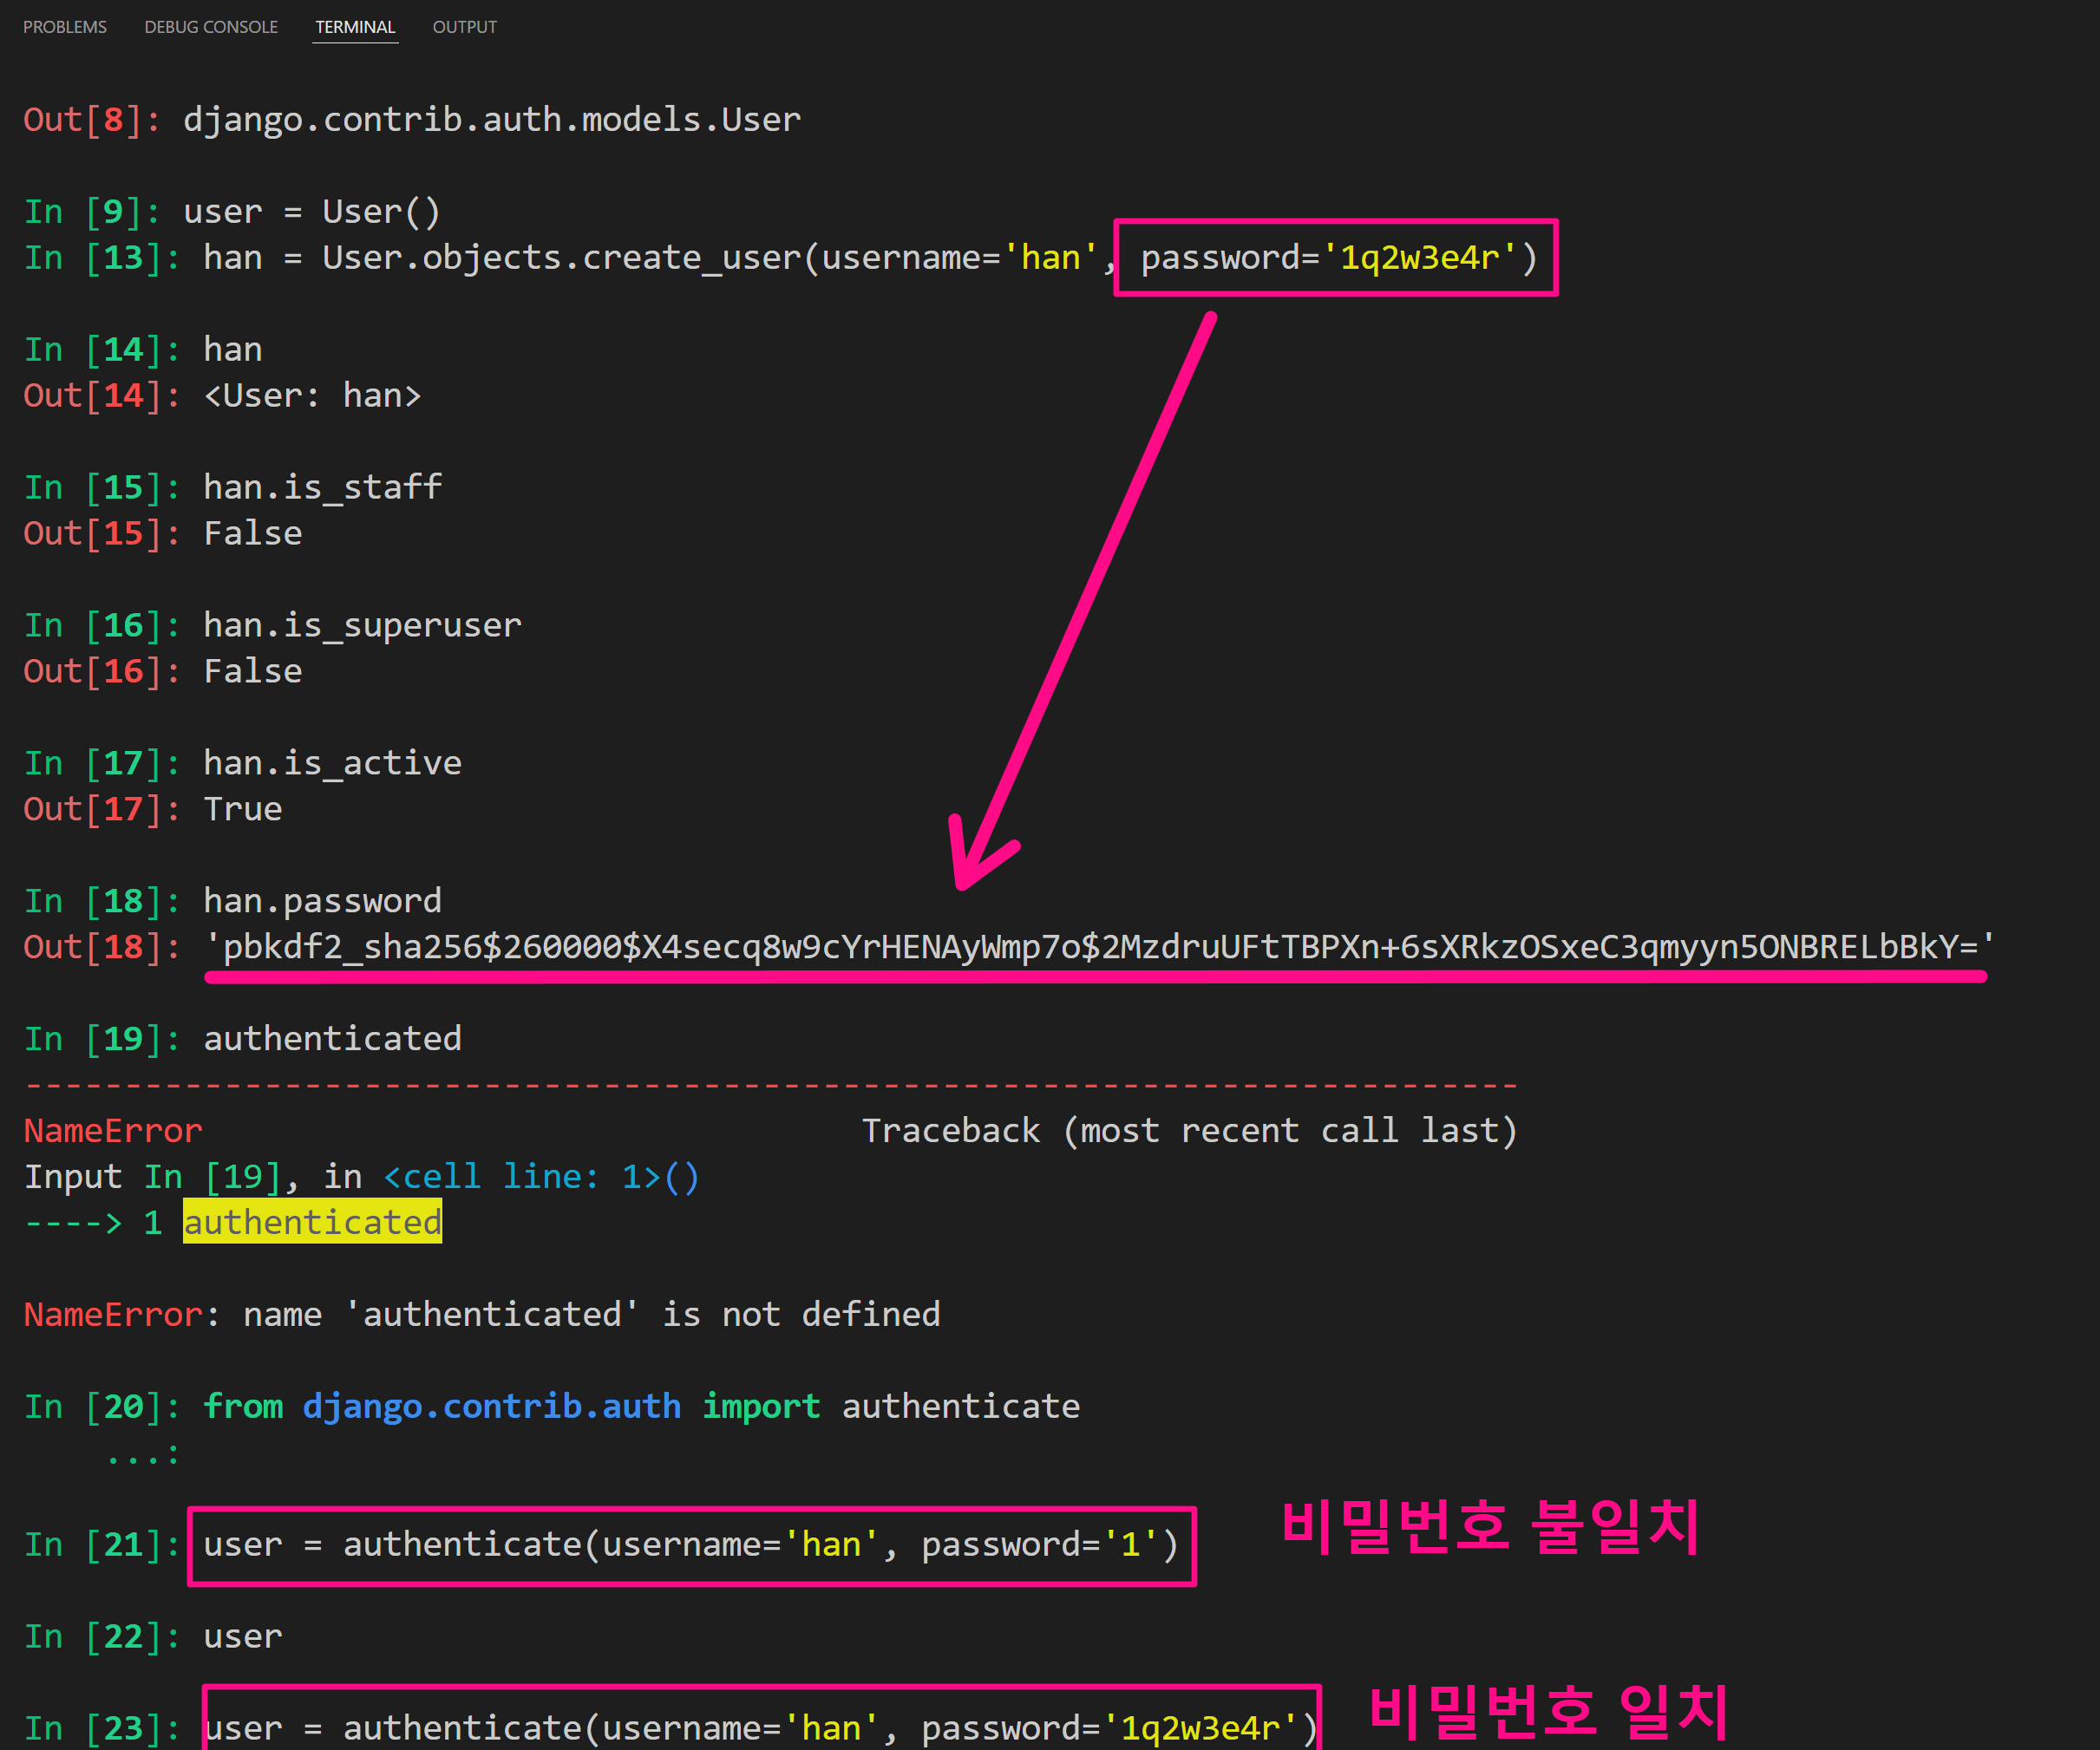 PROBLEMS DEBUG CONSOLE TERMINAL OUTPUT
Out[8]: django.contrib.auth.models.User
In [9]: user = User()
In [13]: han = User.objects.create_user(username='han', password='1q2w3e4r')
In [14]: han
Out[14]: <User: han>
In [15]: han.is_staff
Out[15]: False
In [16]: han.is_superuser
Out[16]: False
In [17]: han.is_active
Out[17]: True
In [18]: han.password
Out[18]: 'pbkdf2_sha256$260000$X4secq8w9cYrHENAyWmp7o$2MzdruUFtTBPXn+6sXRkzOSxeC3qmyyn5ONBRELbBkY='
In [19]: authenticated
---------------------------------------------------------------------------
NameError Traceback (most recent call last)
Input In [19], in <cell line: 1>()
----> 1 authenticated
NameError: name 'authenticated' is not defined
In [20]: from django.contrib.auth import authenticate
...:
In [21]: user = authenticate(username='han', password='1') 비밀번호 불일치
In [22]: user
In [23]: user = authenticate(username='han', password='1q2w3e4r') 비밀번호 일치